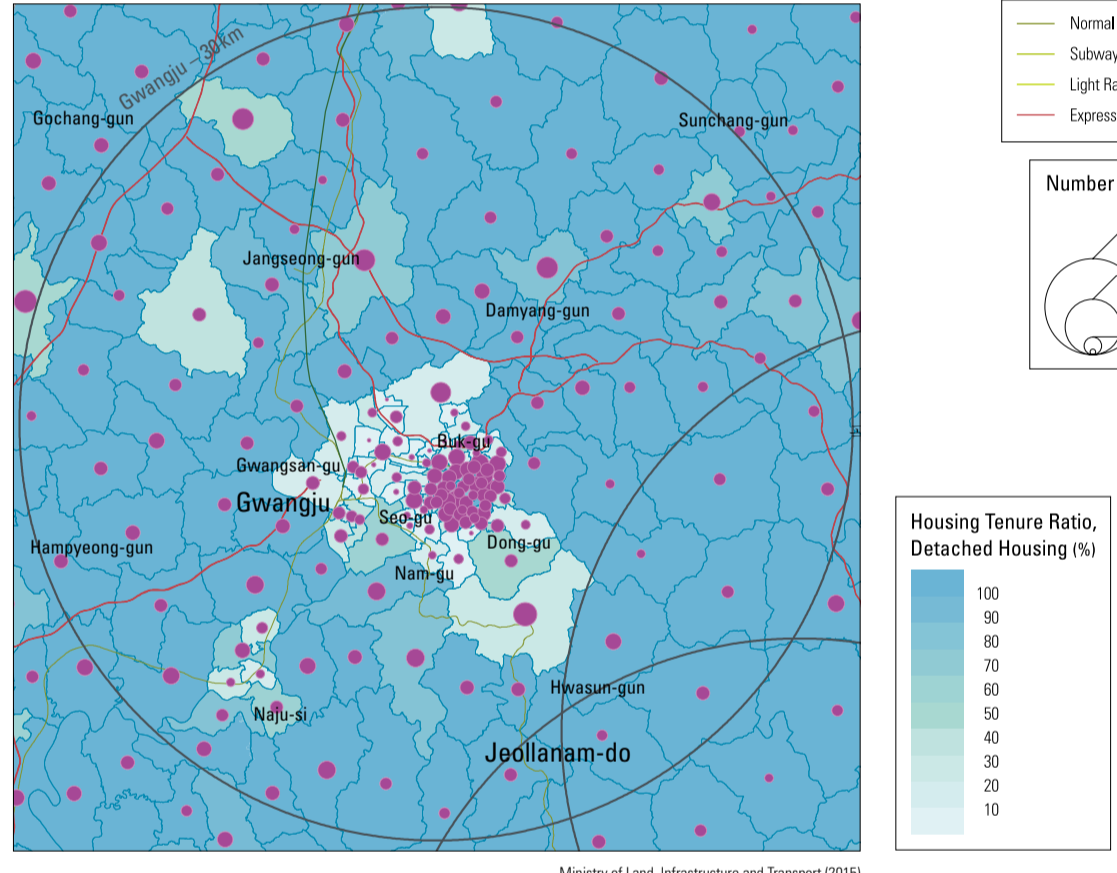 Gwangju – 30 km
Gochang-gun
Sunchang-gun
Jangseong-gun
Damyang-gun
Buk-gu
Gwangsan-gu
Gwangju
Seo-gu
Dong-gu
Hampyeong-gun
Nam-gu
Hwasun-gun
Naju-si
Jeollanam-do
Normal
Subway
Light Ra
Express
Number
Housing Tenure Ratio,
Detached Housing (%)
100
90
80
70
60
50
40
30
20
10
Ministry of Land, Infrastructure and Transport (2015)